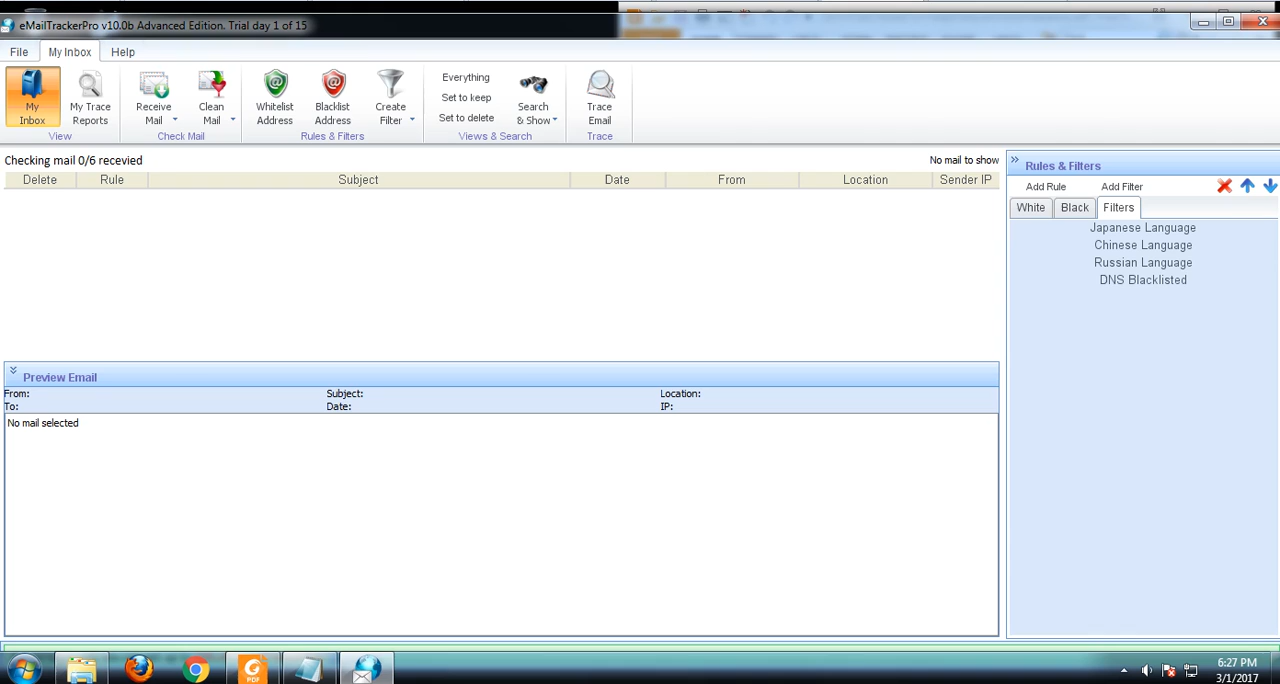 eMailTrackerPro v10.0b Advanced Edition. Trial day 1 of 15
File My Inbox Help
My Inbox
My Trace Reports
Receive Mail
Clean Mail
Whitelist Address
Blacklist Address
Create Filter
Everything
Set to keep
Set to delete
Search & Show
Trace Email
View Check Mail Rules & Filters Views & Search Trace
Checking mail 0/6 recevied No mail to show
Delete Rule Subject Date From Location Sender IP
Rules & Filters
Add Rule Add Filter
White Black Filters
Japanese Language
Chinese Language
Russian Language
DNS Blacklisted
Preview Email
From: Subject: Location:
To: Date: IP:
No mail selected
PDF
6:27 PM
3/1/2017